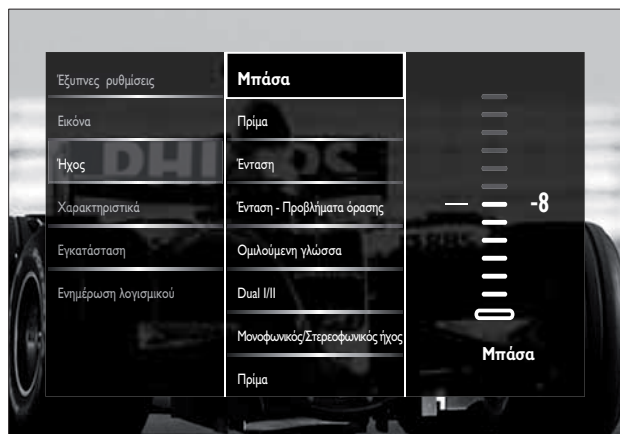 Έξυπνες ρυθμίσεις
Εικόνα
Ήχος
Χαρακτηριστικά
Εγκατάσταση
Ενημέρωση λογισμικού
Μπάσα
Πρίμα
Ένταση
Ένταση - Προβλήματα όρασης
Ομιλούμενη γλώσσα
Dual I/II
Μονοφωνικός/Στερεοφωνικός ήχος
Πρίμα
-8
Μπάσα
PHILIPS